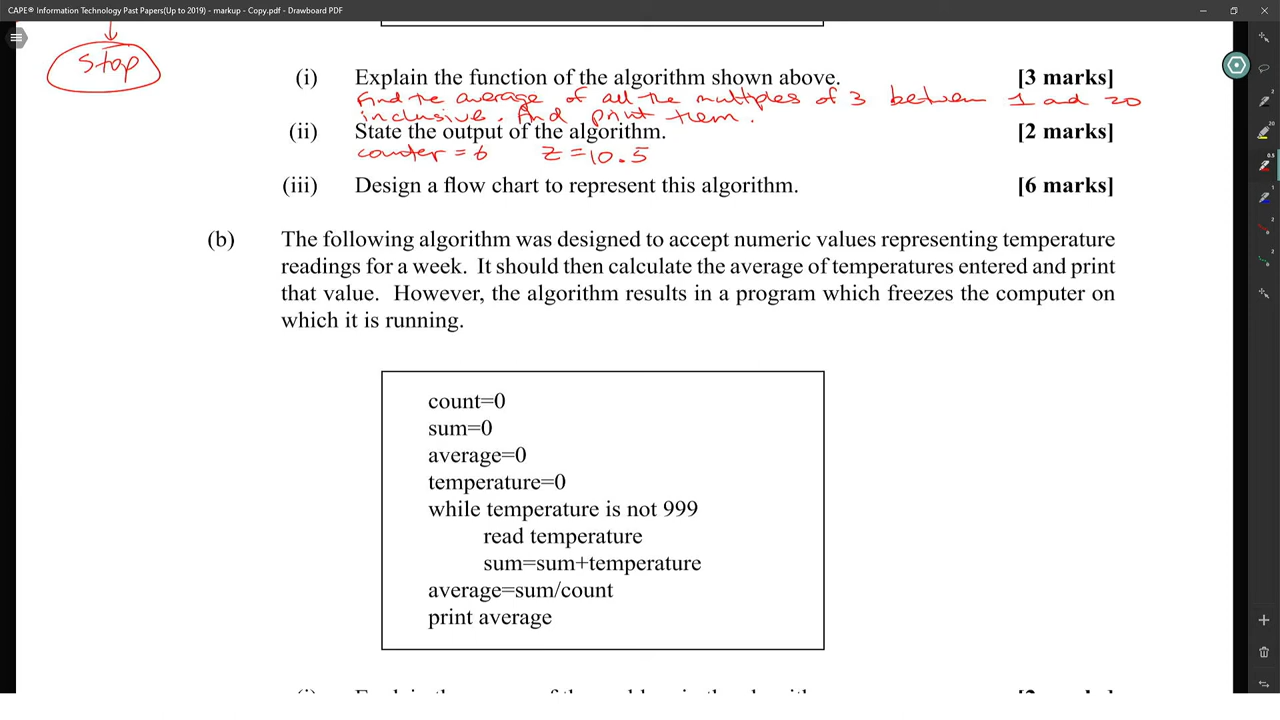 CAPE® Information Technology Past Papers(Up to 2019) - markup - Copy.pdf - Drawboard PDF
Stop
(i) Explain the function of the algorithm shown above. [3 marks]
Find the average of all the multiples of 3 between 1 ad 20
inclusive. And print them.
(ii) State the output of the algorithm. [2 marks]
counter = 6 Z = 10.5
(iii) Design a flow chart to represent this algorithm. [6 marks]
(b) The following algorithm was designed to accept numeric values representing temperature
readings for a week. It should then calculate the average of temperatures entered and print
that value. However, the algorithm results in a program which freezes the computer on
which it is running.
count=0
sum=0
average=0
temperature=0
while temperature is not 999
read temperature
sum=sum+temperature
average=sum/count
print average